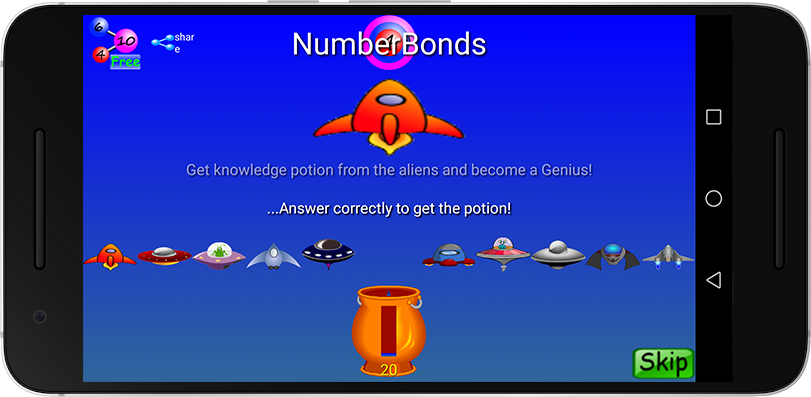 6
10
4
Free
shar
e
NumberBonds
Get knowledge potion from the aliens and become a Genius!
...Answer correctly to get the potion!
20
Skip